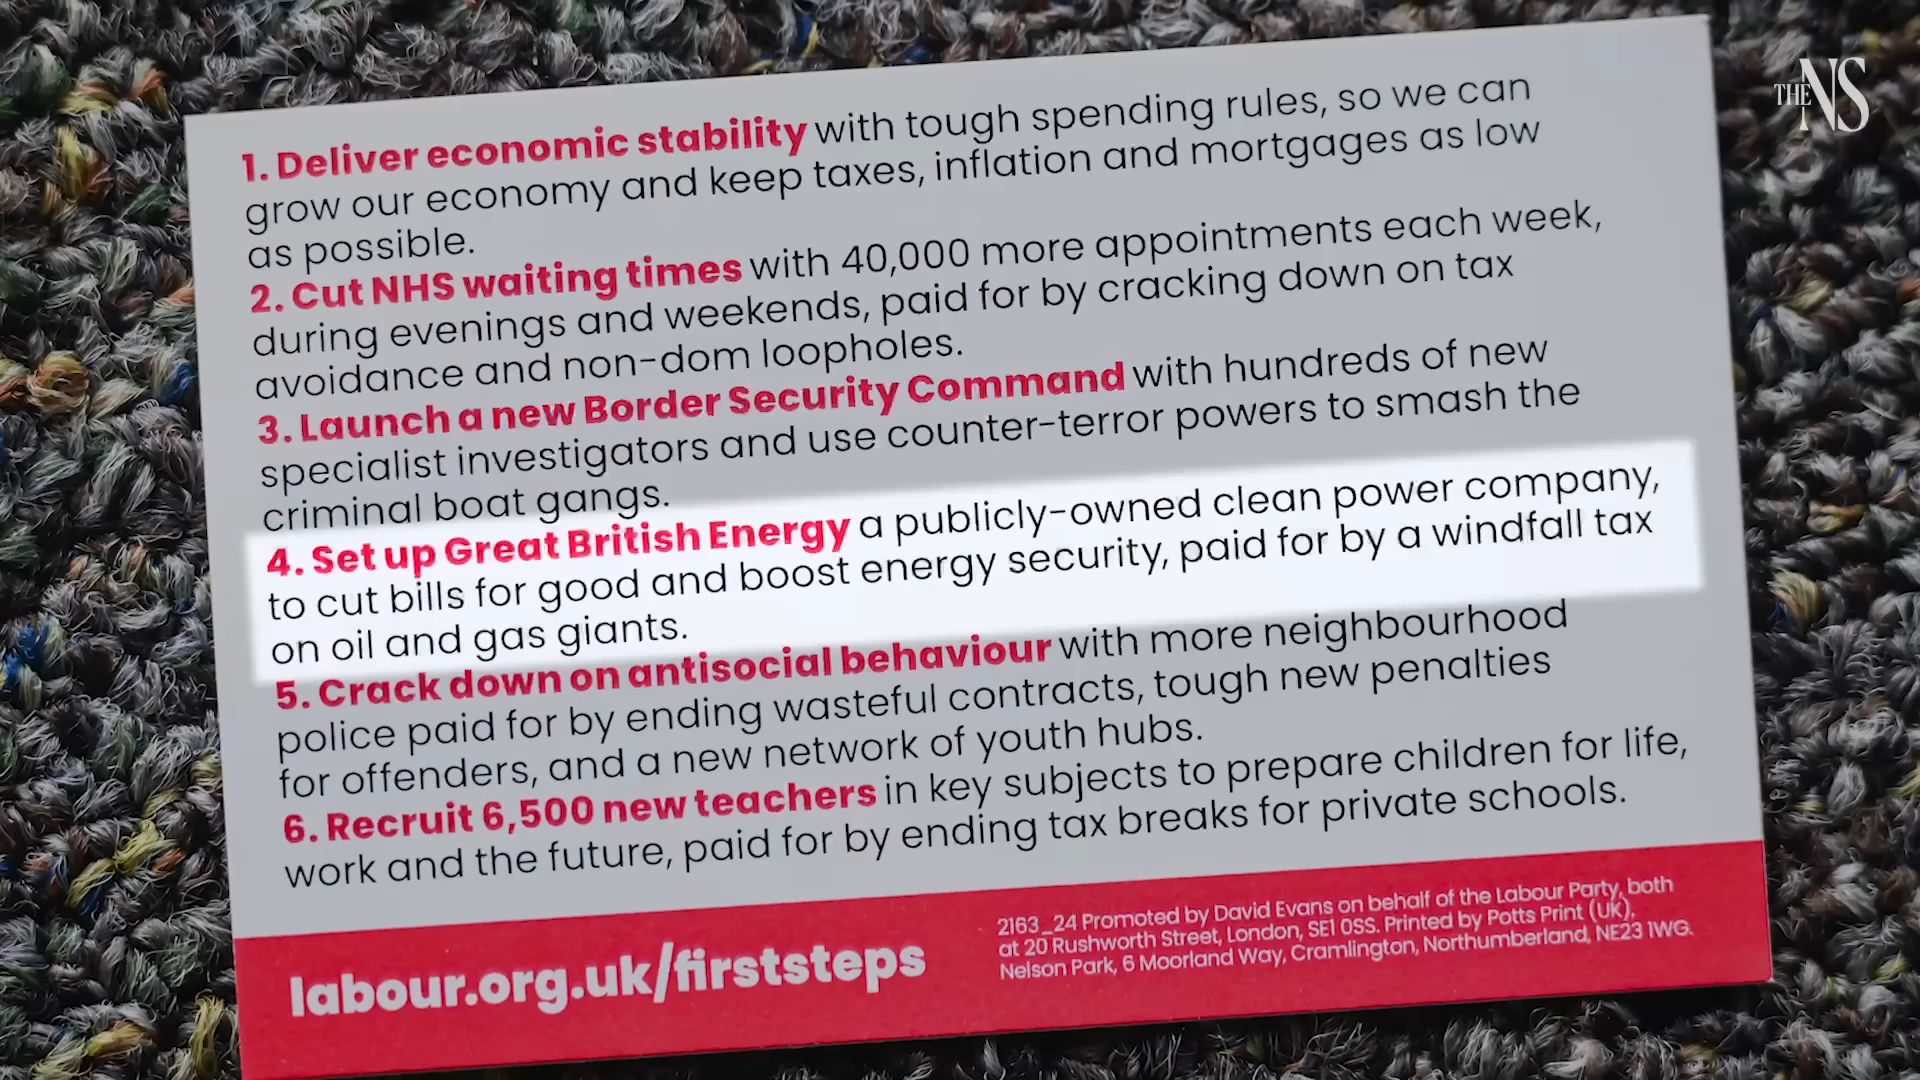 THE NS
1. Deliver economic stability with tough spending rules, so we can
grow our economy and keep taxes, inflation and mortgages as low
as possible.
2. Cut NHS waiting times with 40,000 more appointments each week,
during evenings and weekends, paid for by cracking down on tax
avoidance and non-dom loopholes.
3. Launch a new Border Security Command with hundreds of new
specialist investigators and use counter-terror powers to smash the
criminal boat gangs.
4. Set up Great British Energy a publicly-owned clean power company,
to cut bills for good and boost energy security, paid for by a windfall tax
on oil and gas giants.
5. Crack down on antisocial behaviour with more neighbourhood
police paid for by ending wasteful contracts, tough new penalties
for offenders, and a new network of youth hubs.
6. Recruit 6,500 new teachers in key subjects to prepare children for life,
work and the future, paid for by ending tax breaks for private schools.
labour.org.uk/firststeps
2163_24 Promoted by David Evans on behalf of the Labour Party, both
at 20 Rushworth Street, London, SE1 0SS. Printed by Potts Print (UK),
Nelson Park, 6 Moorland Way, Cramlington, Northumberland, NE23 1WG.